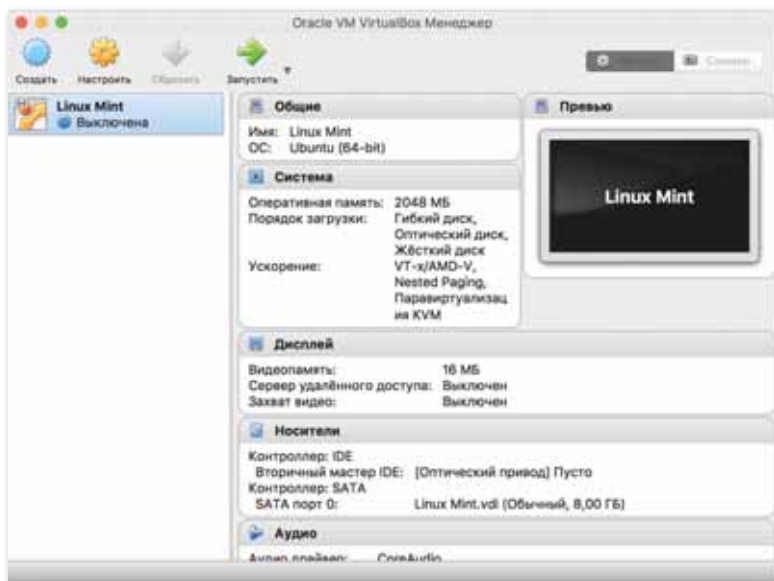 Oracle VM VirtualBox Менеджер
Создать
Настроить
Сбросить
Запустить
Linux Mint
Выключена
Общие
Имя: Linux Mint
ОС: Ubuntu (64-bit)
Система
Оперативная память: 2048 МБ
Порядок загрузки: Гибкий диск,
Оптический диск,
Жёсткий диск
Ускорение: VT-x/AMD-V,
Nested Paging,
Паравиртуализац
ия KVM
Превью
Linux Mint
Дисплей
Видеопамять: 16 МБ
Сервер удалённого доступа: Выключен
Захват видео: Выключен
Носители
Контроллер: IDE
Вторичный мастер IDE: [Оптический привод] Пусто
Контроллер: SATA
SATA порт 0: Linux Mint.vdi (Обычный, 8,00 ГБ)
Аудио
Аудио драйвер: CoreAudio